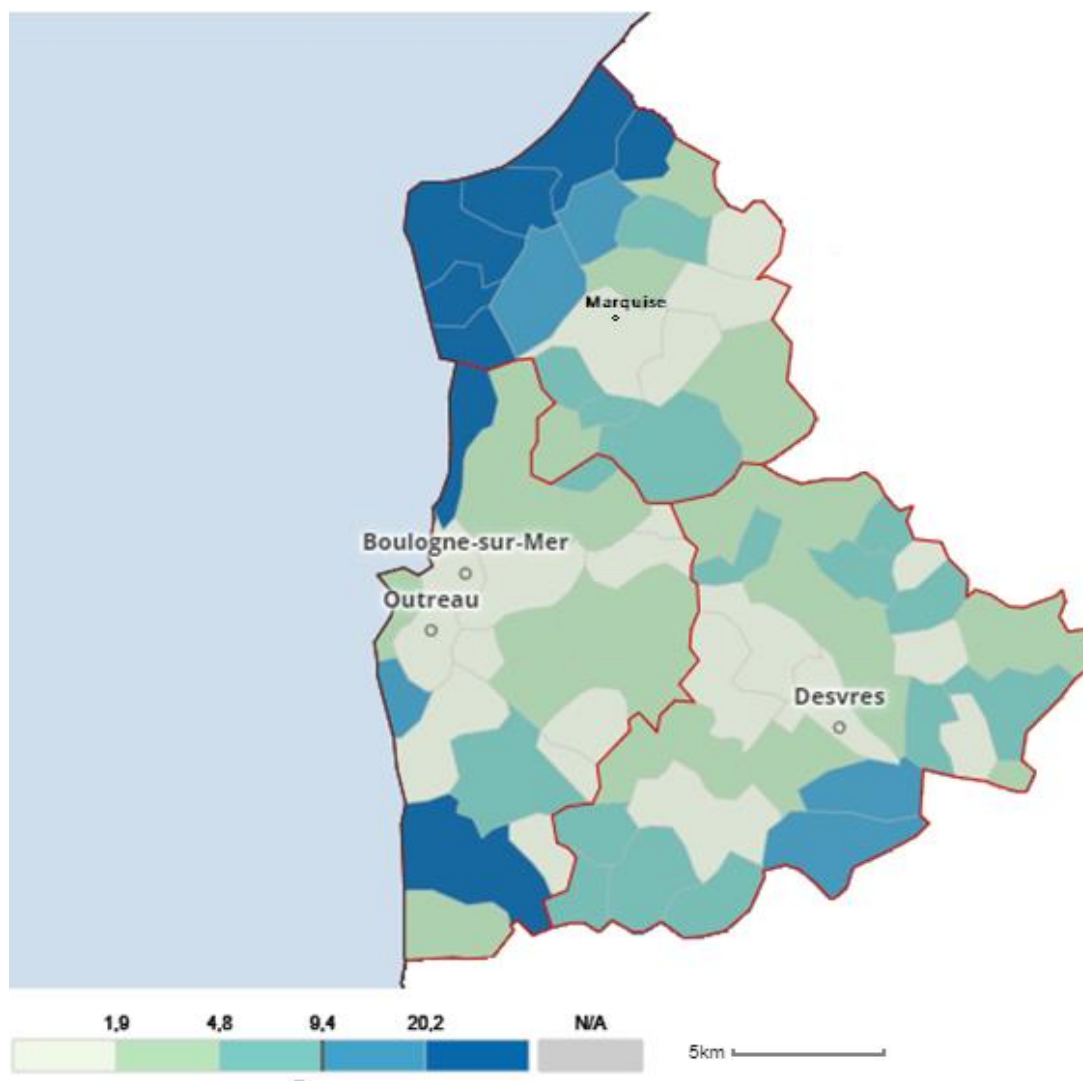 Marquise
Boulogne-sur-Mer
Outreau
Desvres
1,9 4,8 9,4 20,2 N/A
5km